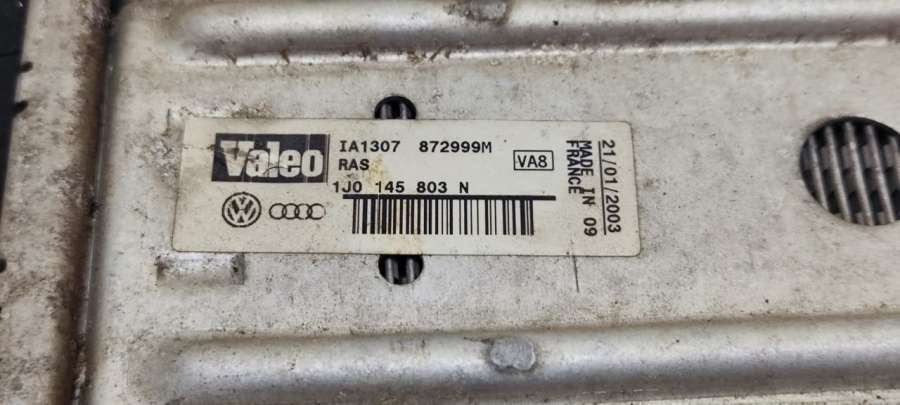 Valeo
IA1307 872999M
RAS
VA8
1J0 145 803 N
21/01/2003
MADE IN 09
FRANCE